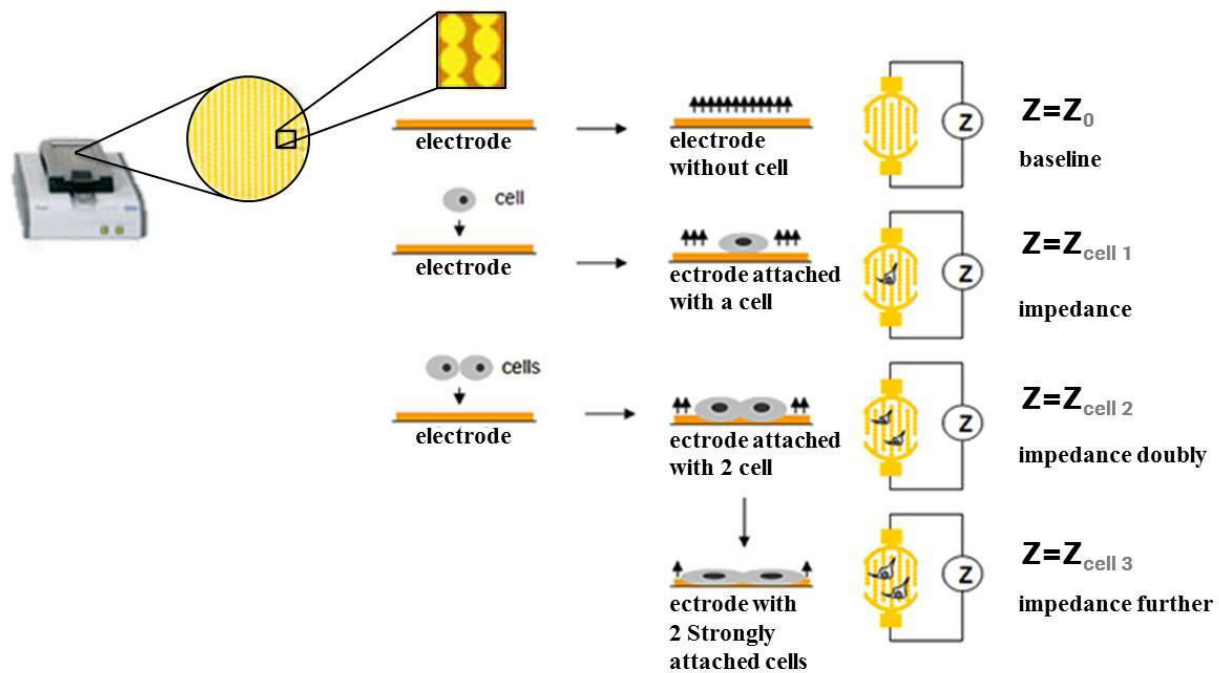 electrode
electrode
without cell
Z
Z=Z0
baseline
cell
electrode
ectrode attached
with a cell
Z
Z=Zcell 1
impedance
cells
electrode
ectrode attached
with 2 cell
Z
Z=Zcell 2
impedance doubly
ectrode with
2 Strongly
attached cells
Z
Z=Zcell 3
impedance further